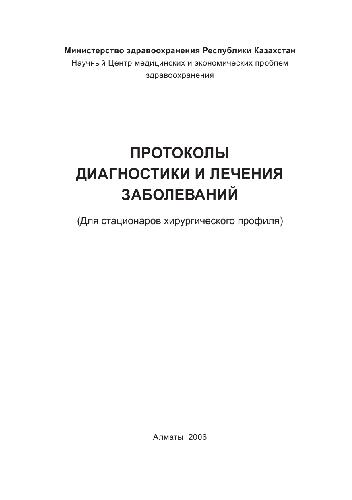 Министерство здравоохранения Республики Казахстан
Научный Центр медицинских и экономических проблем
здравоохранения
ПРОТОКОЛЫ
ДИАГНОСТИКИ И ЛЕЧЕНИЯ
ЗАБОЛЕВАНИЙ
(Для стационаров хирургического профиля)
Алматы